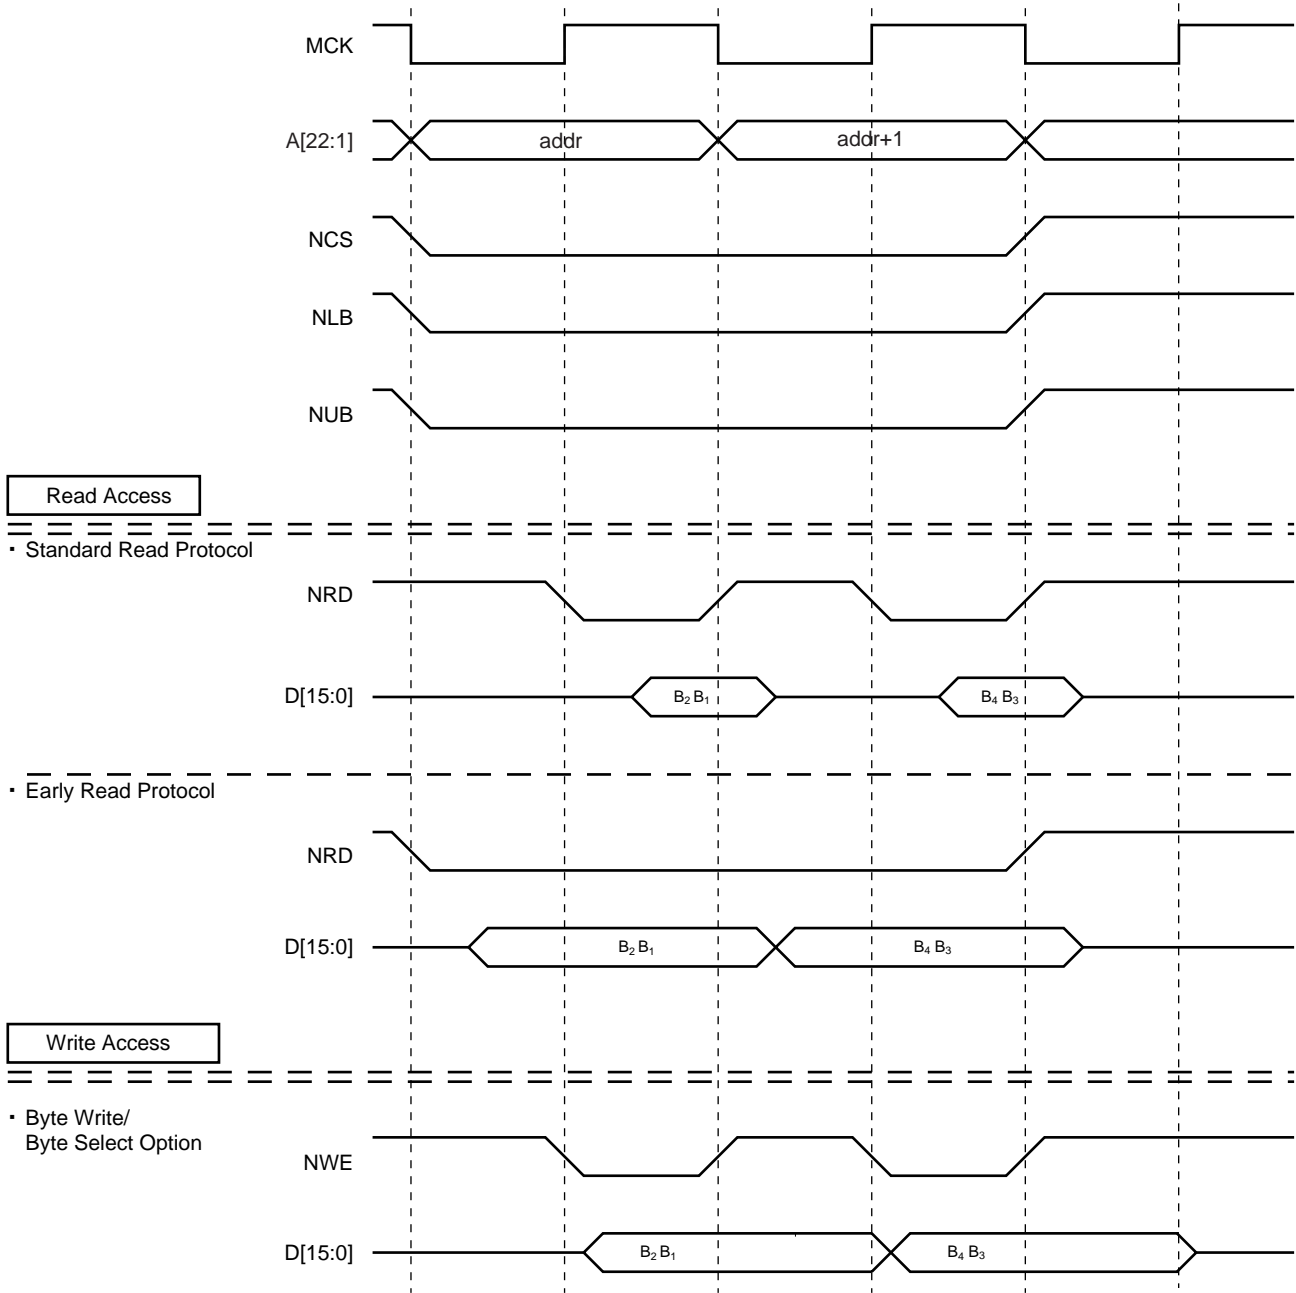 MCK
A[22:1] addr addr+1
NCS
NLB
NUB
Read Access
· Standard Read Protocol
NRD
D[15:0] B₂ B₁ B₄ B₃
· Early Read Protocol
NRD
D[15:0] B₂ B₁ B₄ B₃
Write Access
· Byte Write/
Byte Select Option
NWE
D[15:0] B₂ B₁ B₄ B₃